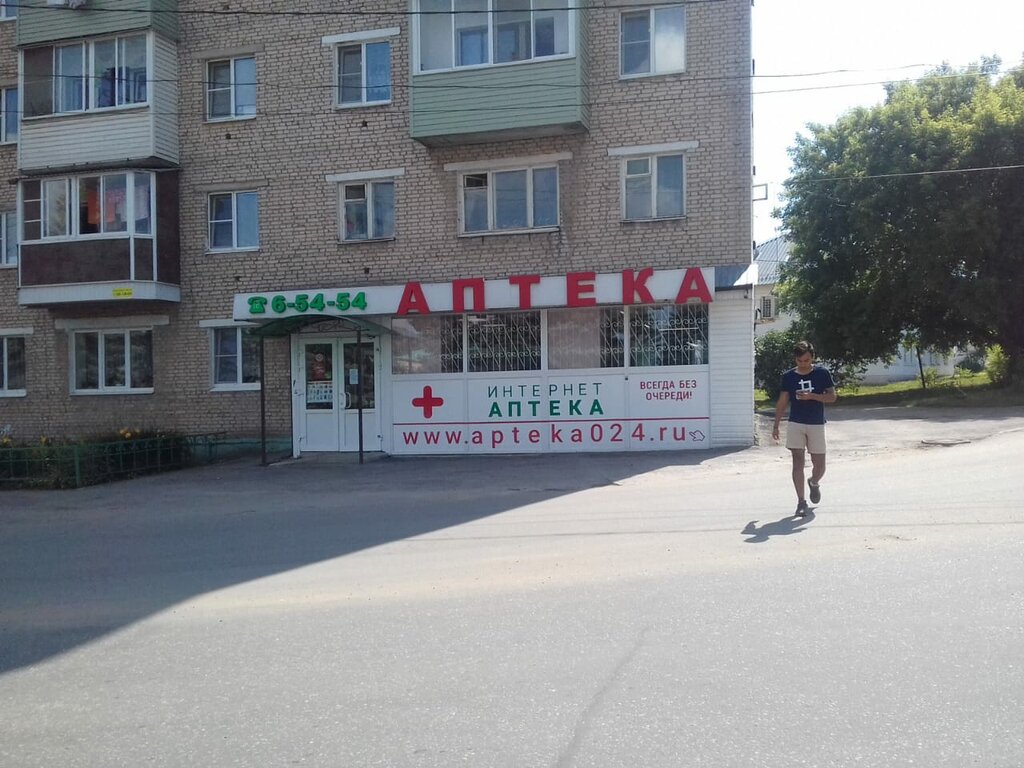 6-54-54 АПТЕКА
ИНТЕРНЕТ
АПТЕКА
ВСЕГДА БЕЗ
ОЧЕРЕДИ!
www.apteka024.ru